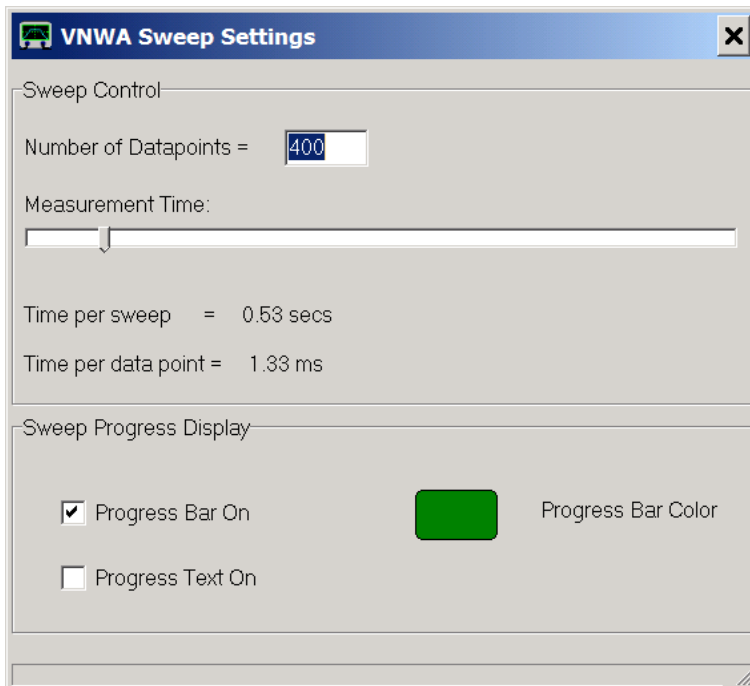 VNWA Sweep Settings
Sweep Control
Number of Datapoints = 400
Measurement Time:
Time per sweep = 0.53 secs
Time per data point = 1.33 ms
Sweep Progress Display
Progress Bar On Progress Bar Color
Progress Text On